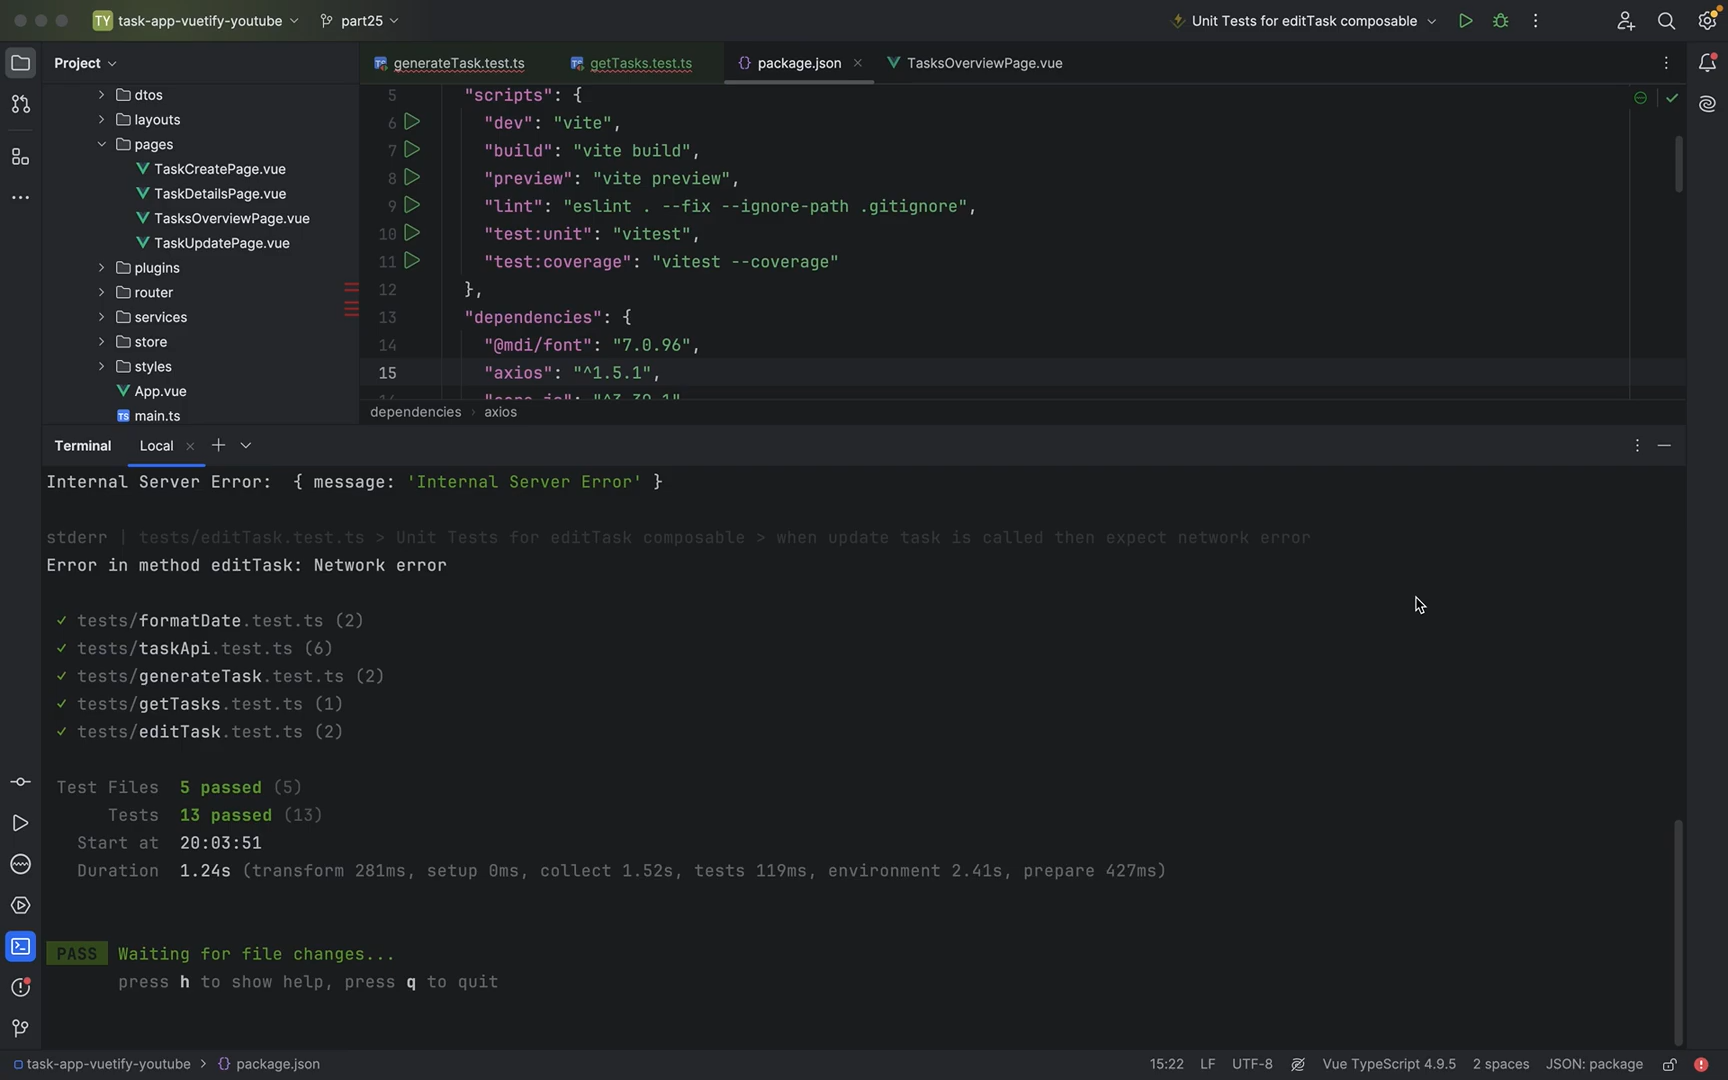 TY task-app-vuetify-youtube part25 Unit Tests for editTask composable
Project generateTask.test.ts getTasks.test.ts package.json TasksOverviewPage.vue
dtos
layouts
pages
TaskCreatePage.vue
TaskDetailsPage.vue
TasksOverviewPage.vue
TaskUpdatePage.vue
plugins
router
services
store
styles
App.vue
TS main.ts
5 "scripts": {
6 "dev": "vite",
7 "build": "vite build",
8 "preview": "vite preview",
9 "lint": "eslint . --fix --ignore-path .gitignore",
10 "test:unit": "vitest",
11 "test:coverage": "vitest --coverage"
12 },
13 "dependencies": {
14 "@mdi/font": "7.0.96",
15 "axios": "^1.5.1",
dependencies › axios
Terminal Local
Internal Server Error:  { message: 'Internal Server Error' }
stderr | tests/editTask.test.ts > Unit Tests for editTask composable > when update task is called then expect network error
Error in method editTask: Network error
✓ tests/formatDate.test.ts (2)
✓ tests/taskApi.test.ts (6)
✓ tests/generateTask.test.ts (2)
✓ tests/getTasks.test.ts (1)
✓ tests/editTask.test.ts (2)
Test Files  5 passed (5)
Tests  13 passed (13)
Start at  20:03:51
Duration  1.24s (transform 281ms, setup 0ms, collect 1.52s, tests 119ms, environment 2.41s, prepare 427ms)
PASS Waiting for file changes...
press h to show help, press q to quit
task-app-vuetify-youtube › package.json 15:22 LF UTF-8 Vue TypeScript 4.9.5 2 spaces JSON: package